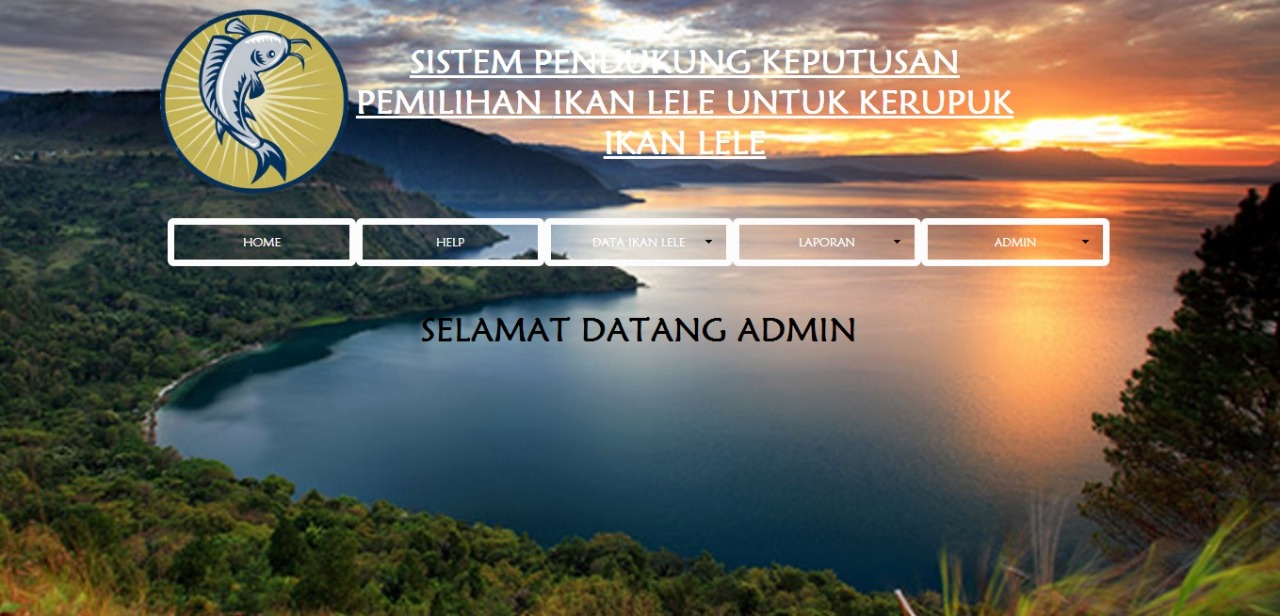 SISTEM PENDUKUNG KEPUTUSAN
PEMILIHAN IKAN LELE UNTUK KERUPUK
IKAN LELE
HOME
HELP
DATA IKAN LELE
LAPORAN
ADMIN
SELAMAT DATANG ADMIN